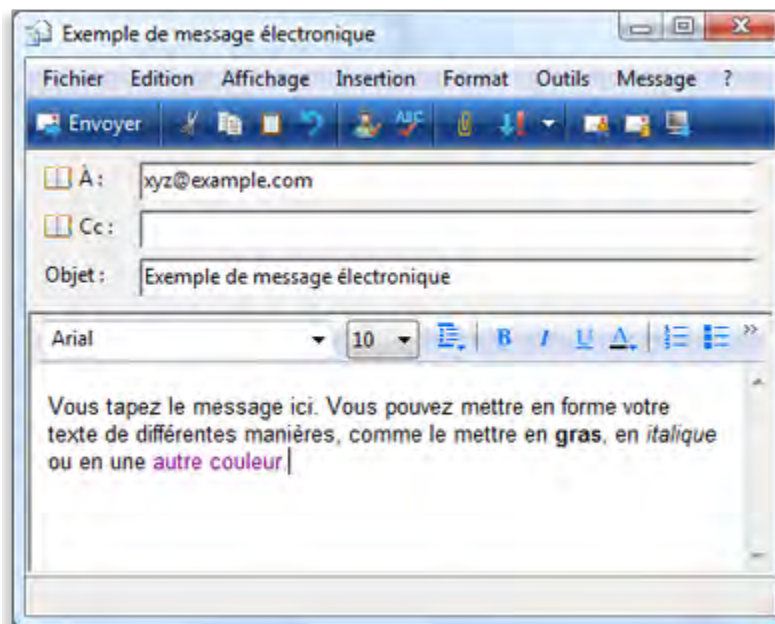 Exemple de message électronique
Fichier Edition Affichage Insertion Format Outils Message ?
Envoyer ABC
À : xyz@example.com
Cc :
Objet : Exemple de message électronique
Arial 10 B I U A
Vous tapez le message ici. Vous pouvez mettre en forme votre
texte de différentes manières, comme le mettre en gras, en italique
ou en une autre couleur.